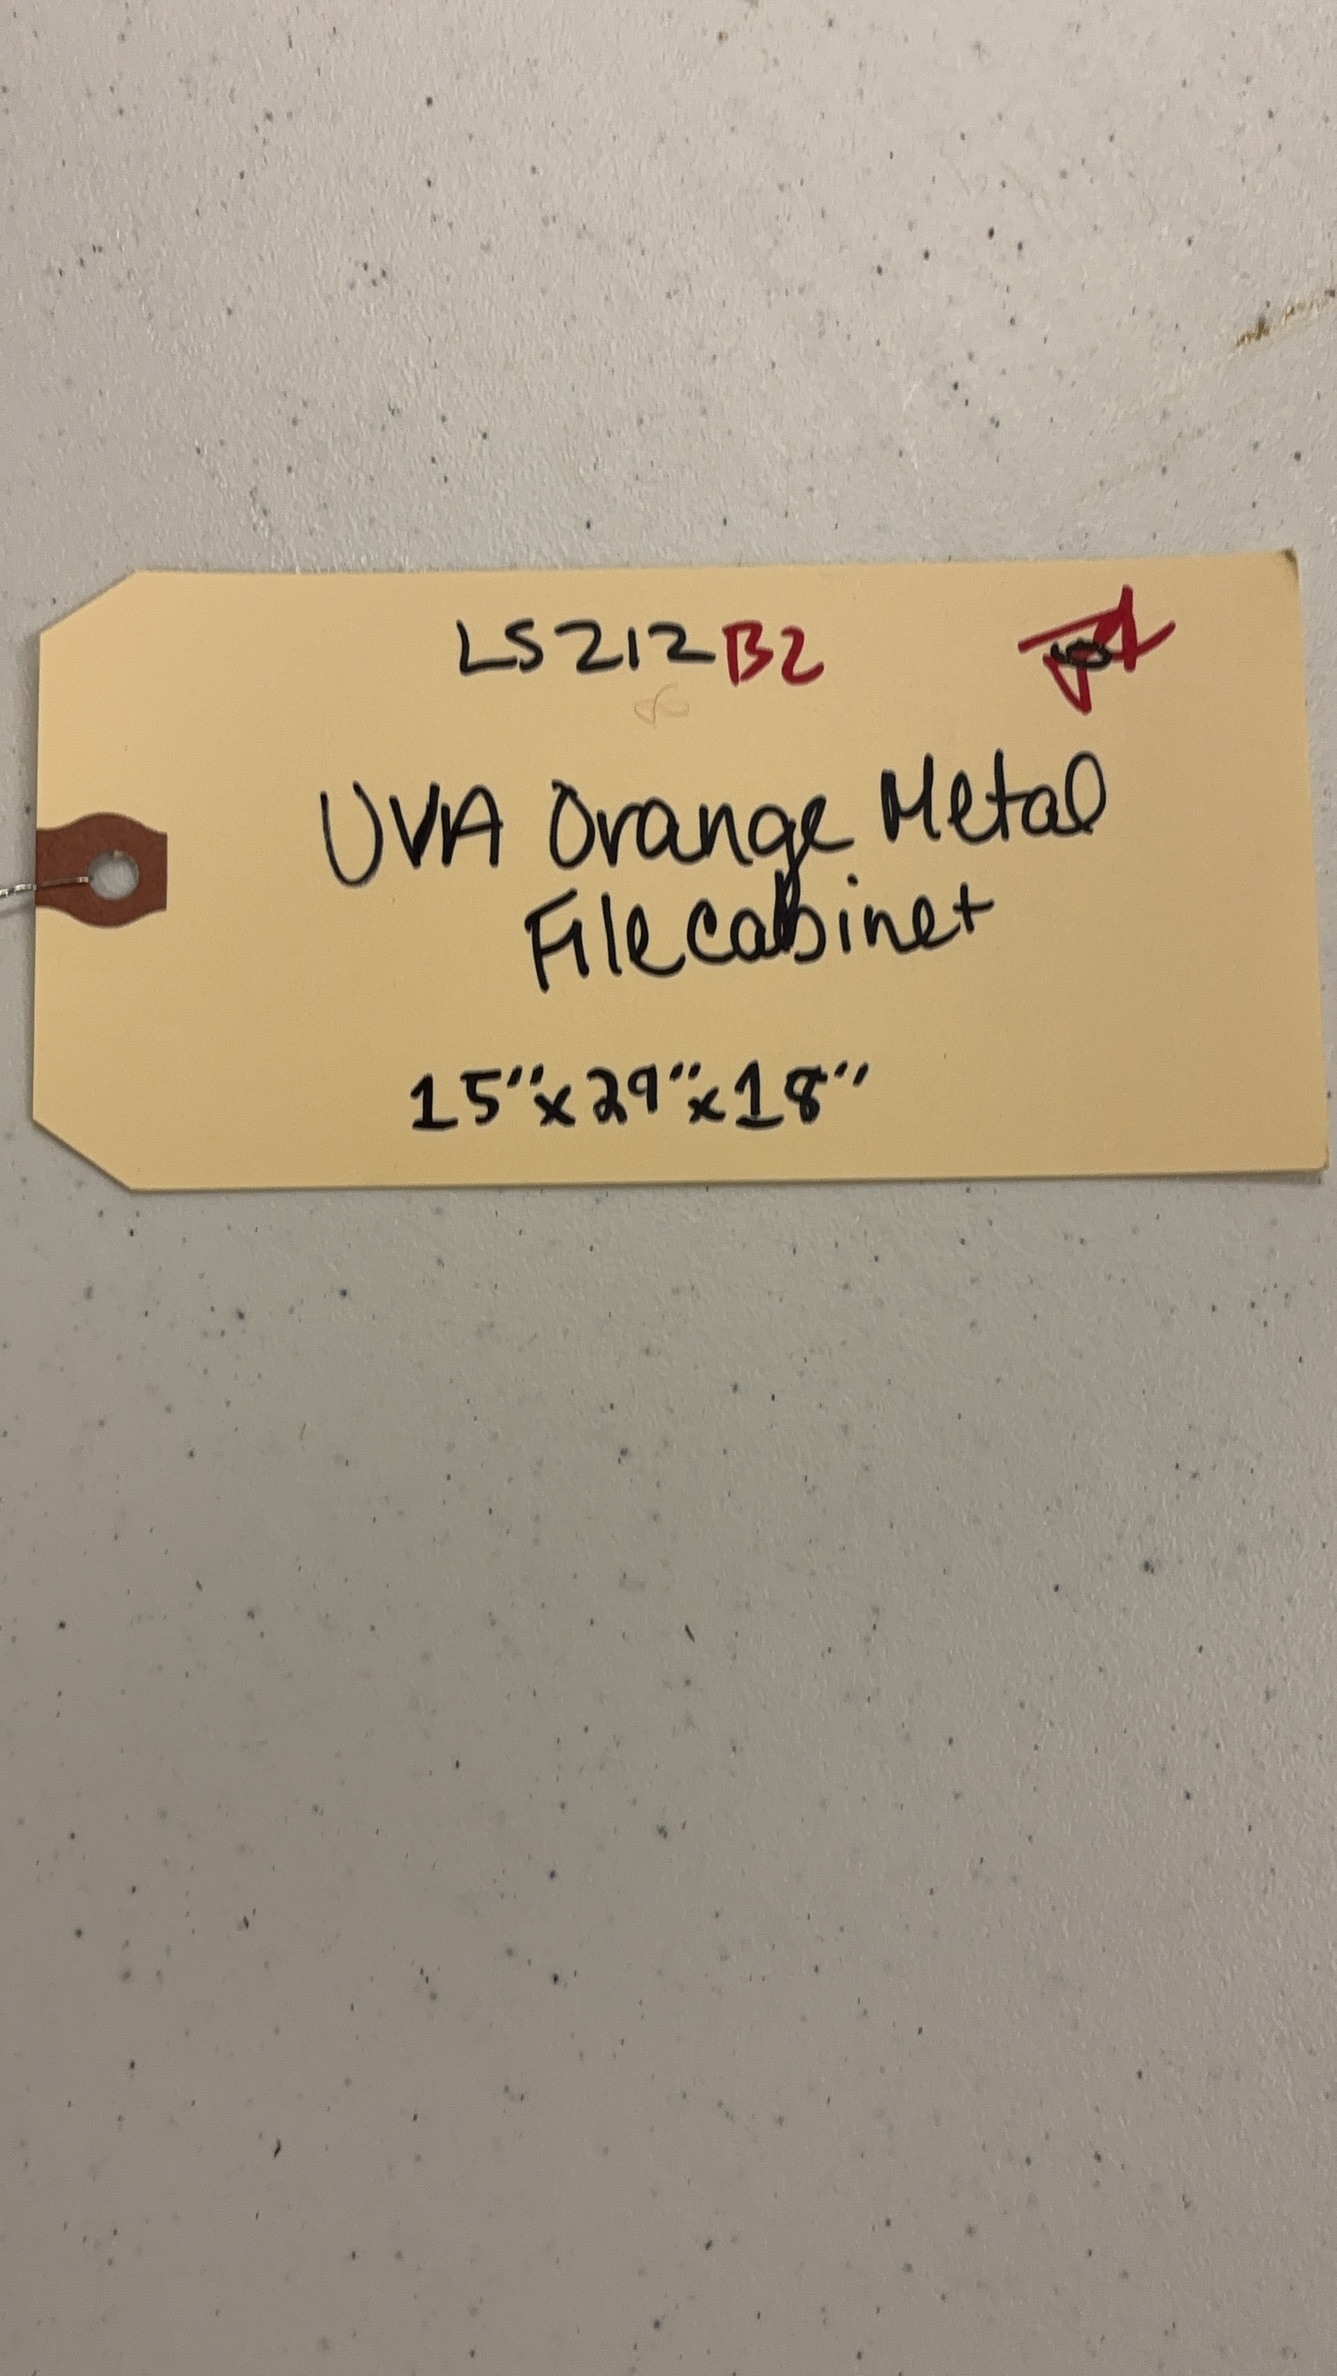 LS212B2
UVA Orange Metal
File cabinet
15"x29"x18"